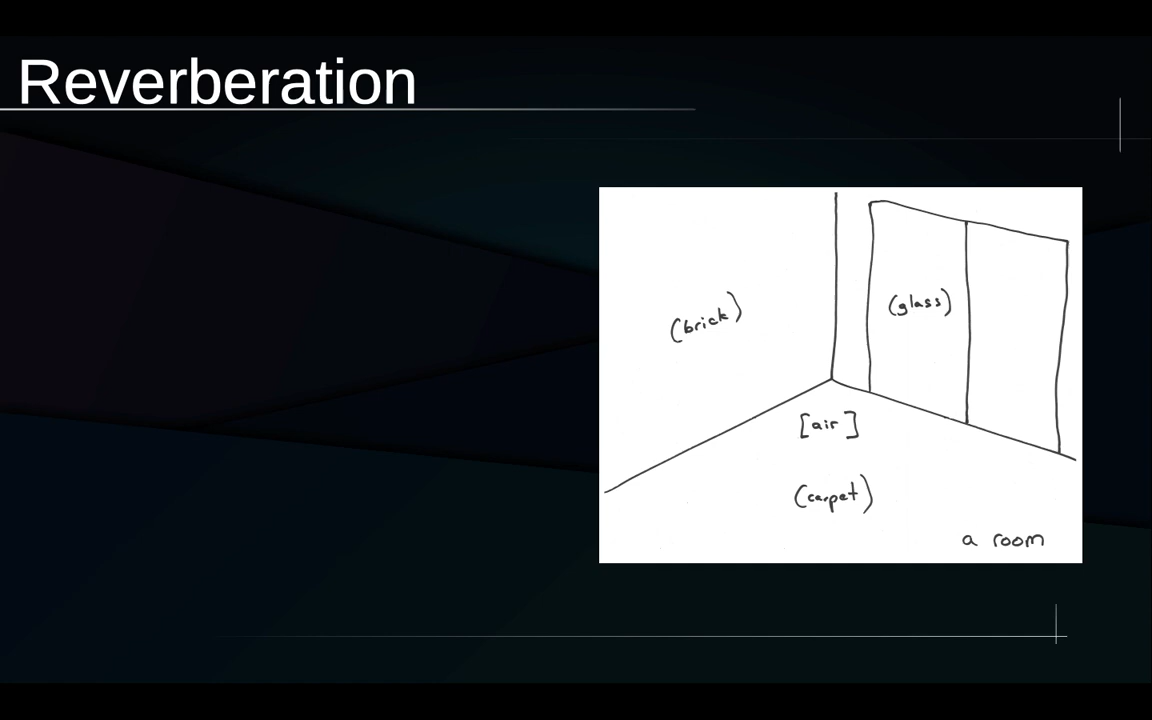 Reverberation
(brick)
(glass)
[air]
(carpet)
a room